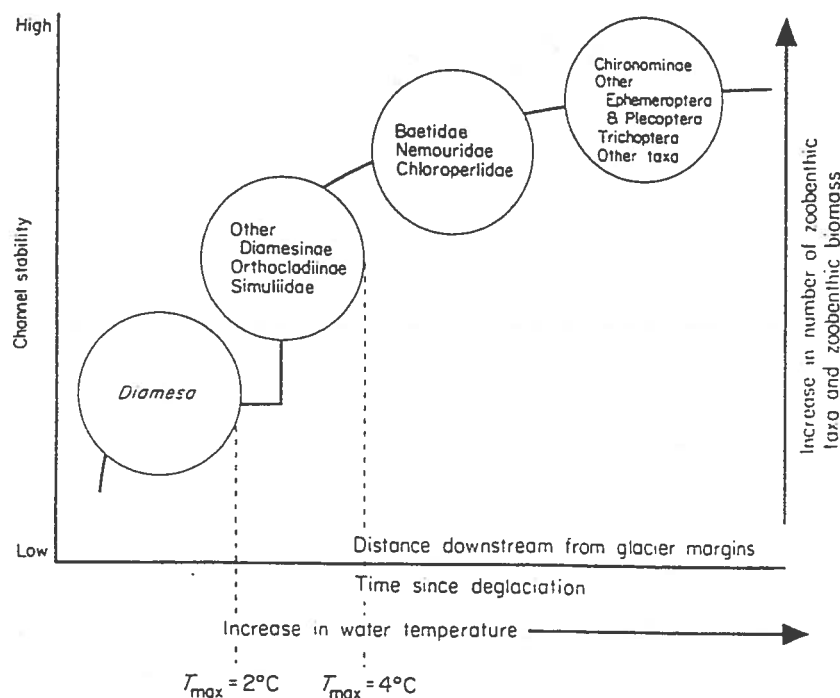 High
Channel stability
Low
Diamesa
Other
Diamesinae
Orthocladiinae
Simuliidae
Baetidae
Nemouridae
Chloroperlidae
Chironominae
Other
Ephemeroptera
& Plecoptera
Trichoptera
Other taxa
Increase in number of zoobenthic
taxa and zoobenthic biomass
Distance downstream from glacier margins
Time since deglaciation
Increase in water temperature
Tmax = 2°C
Tmax = 4°C